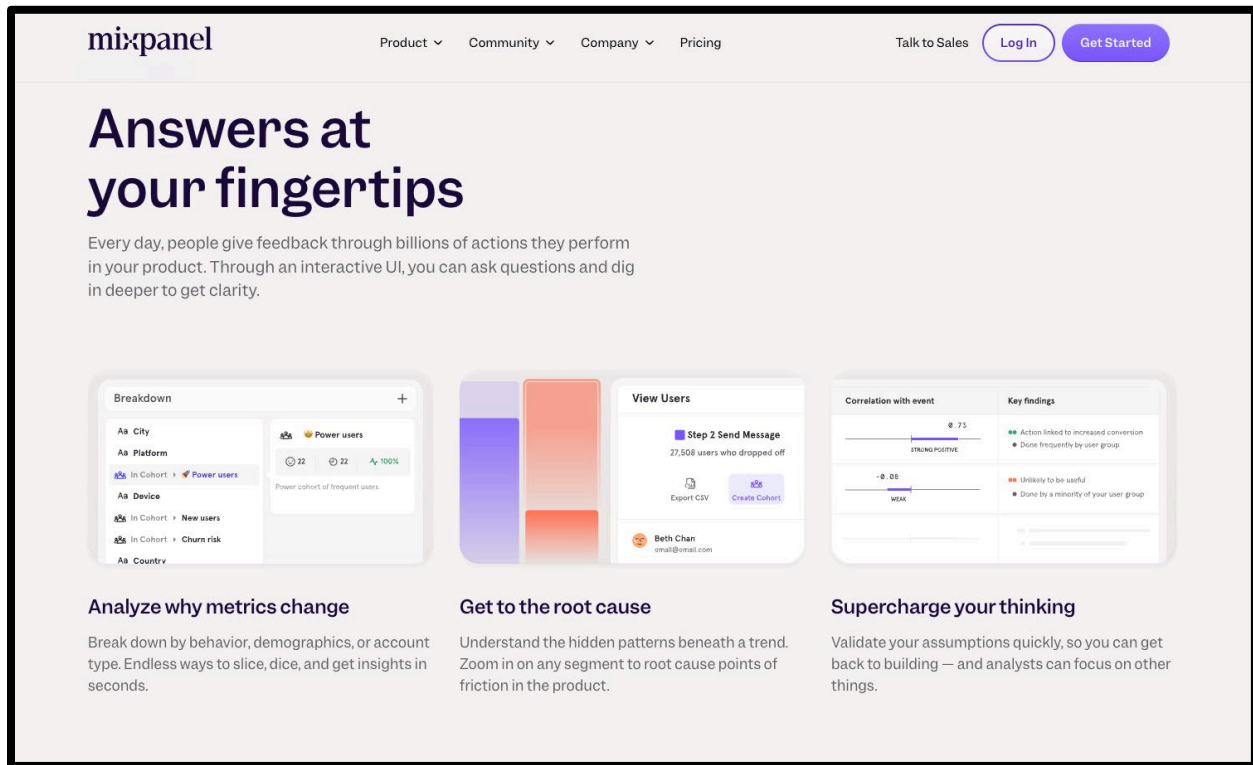 mixpanel
Product
Community
Company
Pricing
Talk to Sales
Log In
Get Started
Answers at
your fingertips
Every day, people give feedback through billions of actions they perform
in your product. Through an interactive UI, you can ask questions and dig
in deeper to get clarity.
Breakdown
Aa City
Aa Platform
In Cohort Power users
Aa Device
In Cohort New users
In Cohort Churn risk
Aa Country
Power users
22 22 100%
Power cohort of frequent users.
View Users
Step 2 Send Message
27,508 users who dropped off
Export CSV
Create Cohort
Beth Chan
email@email.com
Correlation with event
Key findings
0.73
STRONG POSITIVE
Action linked to increased conversion
Done frequently by user group
-0.08
WEAK
Unlikely to be useful
Done by a minority of your user group
Analyze why metrics change
Break down by behavior, demographics, or account
type. Endless ways to slice, dice, and get insights in
seconds.
Get to the root cause
Understand the hidden patterns beneath a trend.
Zoom in on any segment to root cause points of
friction in the product.
Supercharge your thinking
Validate your assumptions quickly, so you can get
back to building — and analysts can focus on other
things.